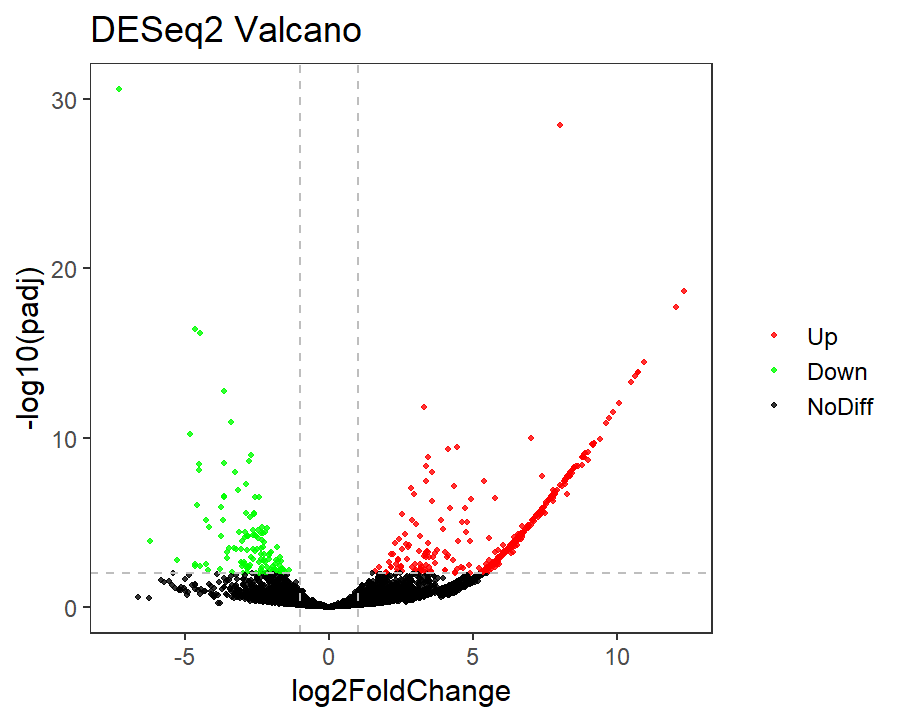 DESeq2 Valcano
-log10(padj)
30
20
10
0
-5
0
5
10
log2FoldChange
Up
Down
NoDiff